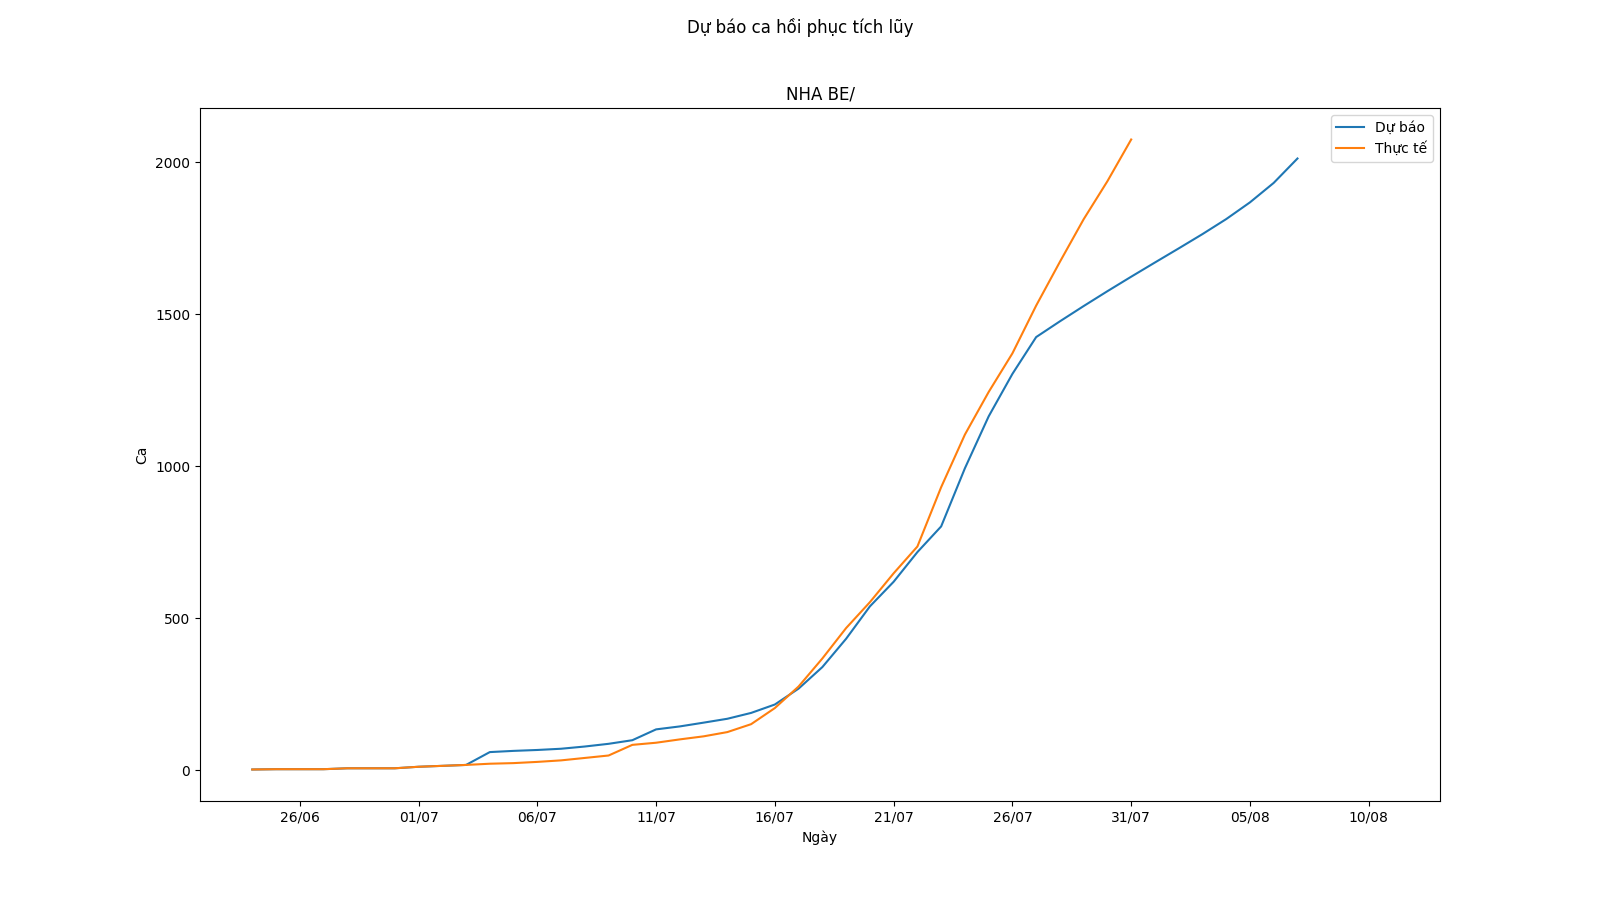 Dự báo ca hồi phục tích lũy
NHA BE/
Dự báo
Thực tế
2000
1500
1000
500
0
Ca
26/06 01/07 06/07 11/07 16/07 21/07 26/07 31/07 05/08 10/08
Ngày